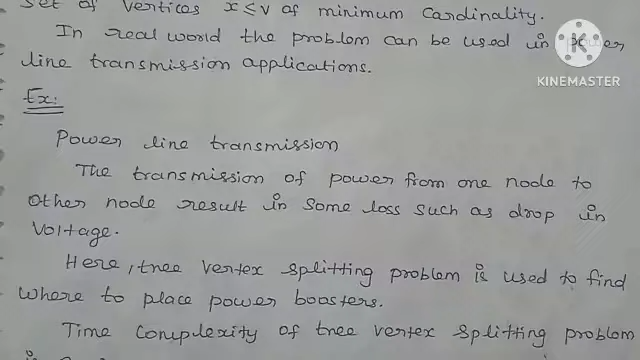 set of vertices x ≤ v of minimum cardinality.
In real world the problem can be used in power
line transmission applications.
KINEMASTER
Ex:
Power line transmission
The transmission of power from one node to
other node result in some loss such as drop in
voltage.
Here, tree vertex splitting problem is used to find
where to place power boosters.
Time complexity of tree vertex splitting problem
is